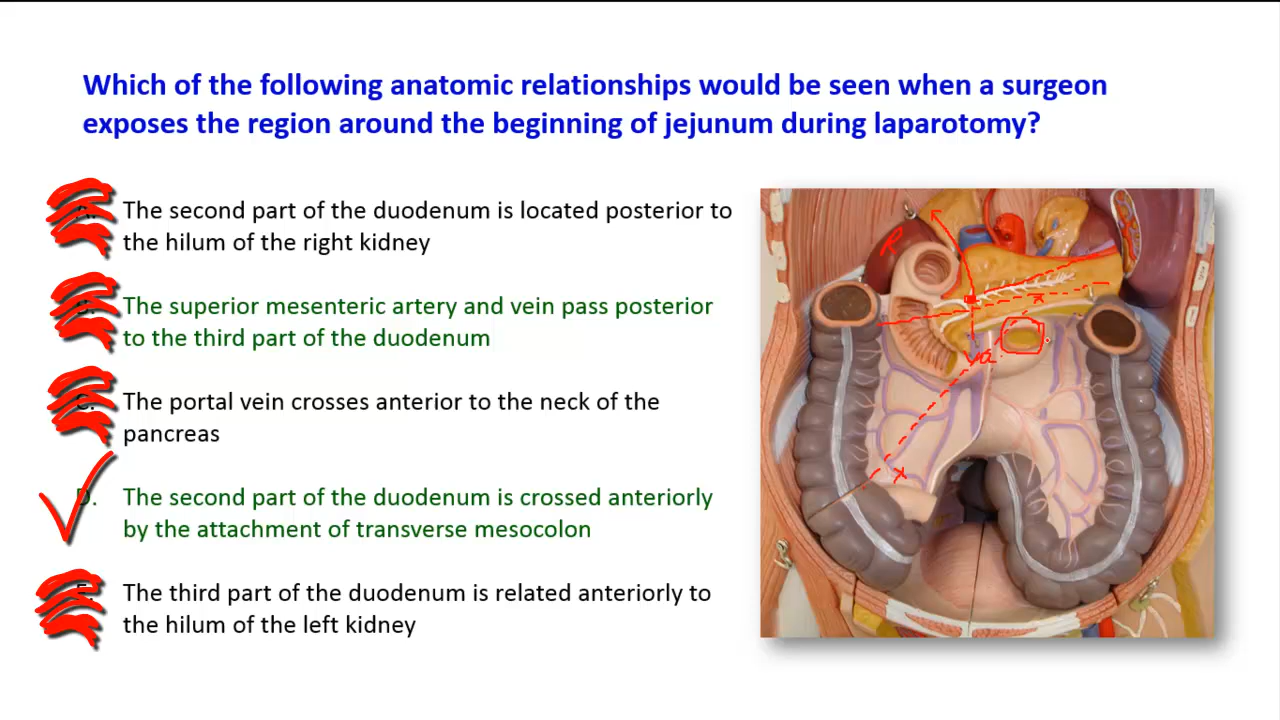 Which of the following anatomic relationships would be seen when a surgeon
exposes the region around the beginning of jejunum during laparotomy?
The second part of the duodenum is located posterior to
the hilum of the right kidney
The superior mesenteric artery and vein pass posterior
to the third part of the duodenum
The portal vein crosses anterior to the neck of the
pancreas
D. The second part of the duodenum is crossed anteriorly
by the attachment of transverse mesocolon
The third part of the duodenum is related anteriorly to
the hilum of the left kidney
R